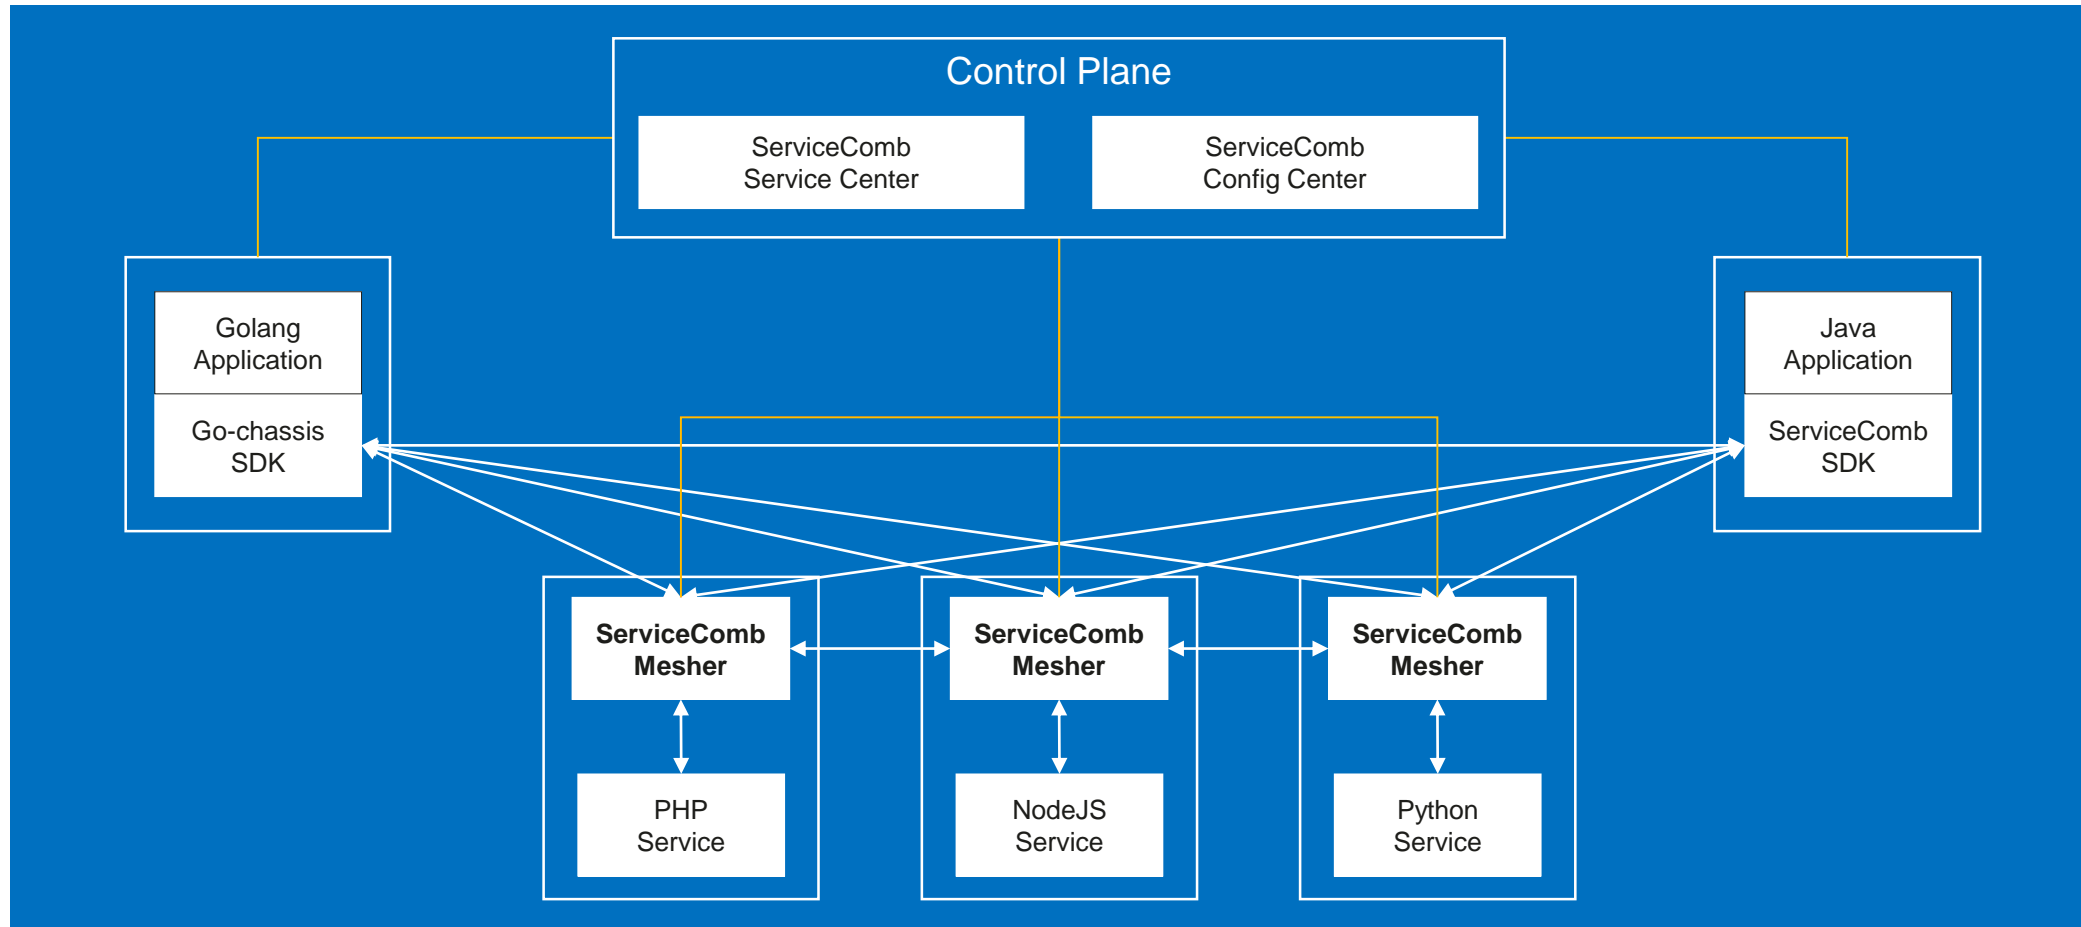 Control Plane
ServiceComb
Service Center
ServiceComb
Config Center
Golang
Application
Go-chassis
SDK
Java
Application
ServiceComb
SDK
ServiceComb
Mesher
ServiceComb
Mesher
ServiceComb
Mesher
PHP
Service
NodeJS
Service
Python
Service